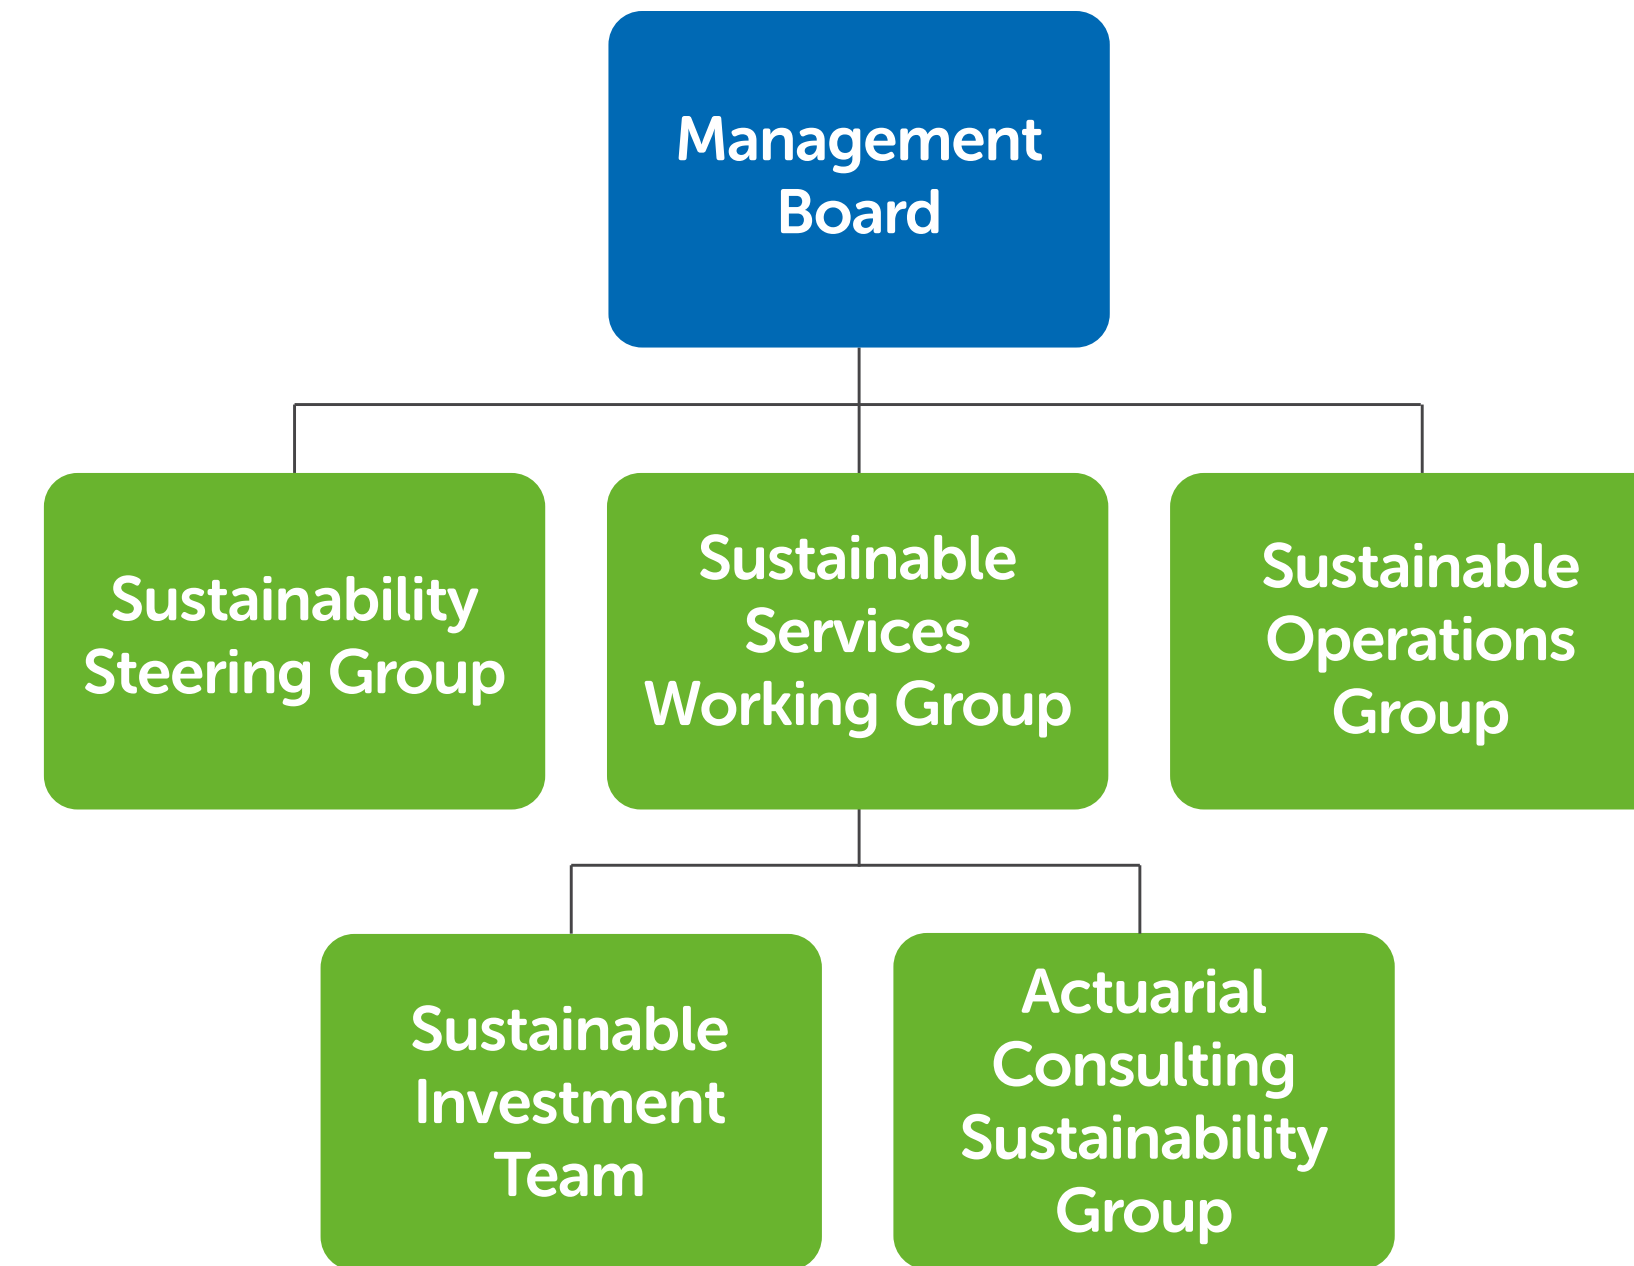 Management
Board
Sustainability
Steering Group
Sustainable
Services
Working Group
Sustainable
Operations
Group
Sustainable
Investment
Team
Actuarial
Consulting
Sustainability
Group